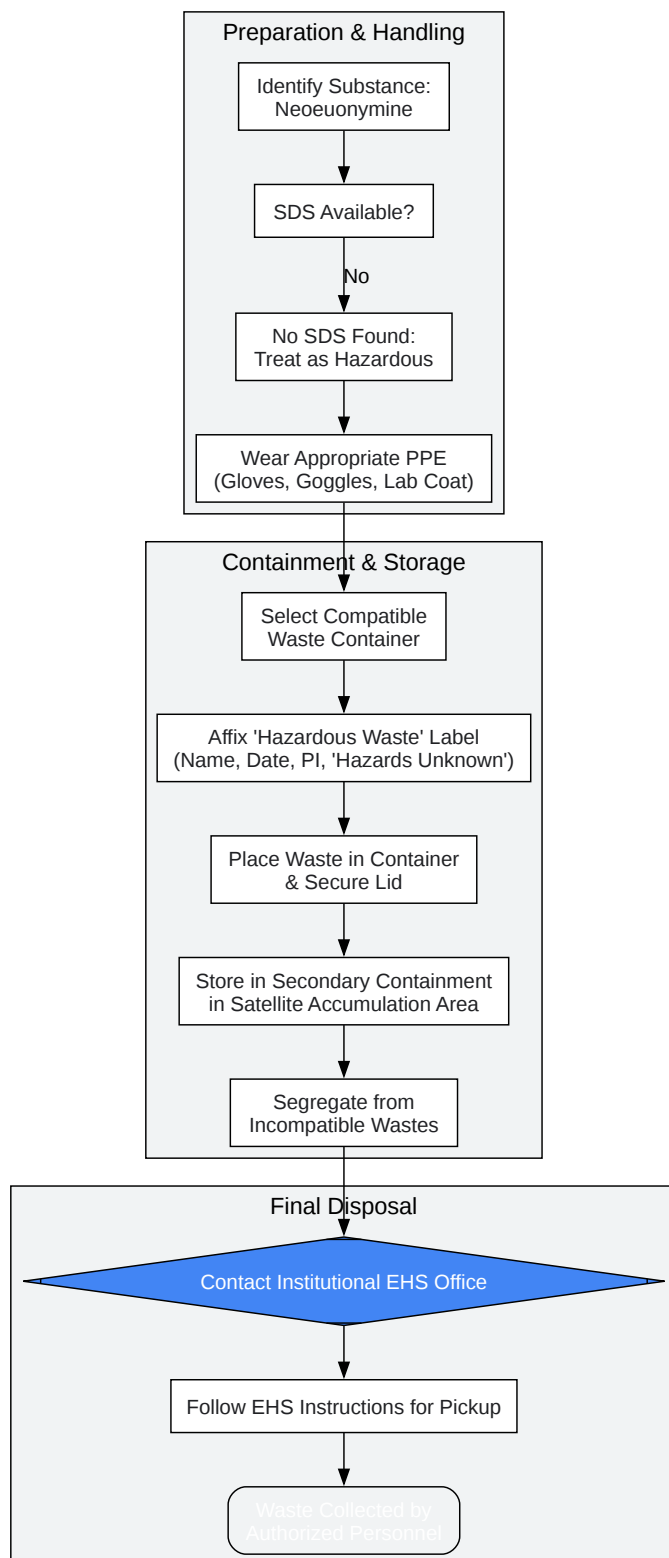 Preparation & Handling
Identify Substance:
Neoeuonymine
SDS Available?
No
No SDS Found:
Treat as Hazardous
Wear Appropriate PPE
(Gloves, Goggles, Lab Coat)
Containment & Storage
Select Compatible
Waste Container
Affix 'Hazardous Waste' Label
(Name, Date, PI, 'Hazards Unknown')
Place Waste in Container
& Secure Lid
Store in Secondary Containment
in Satellite Accumulation Area
Segregate from
Incompatible Wastes
Final Disposal
Contact Institutional EHS Office
Follow EHS Instructions for Pickup
Waste Collected by
Authorized Personnel